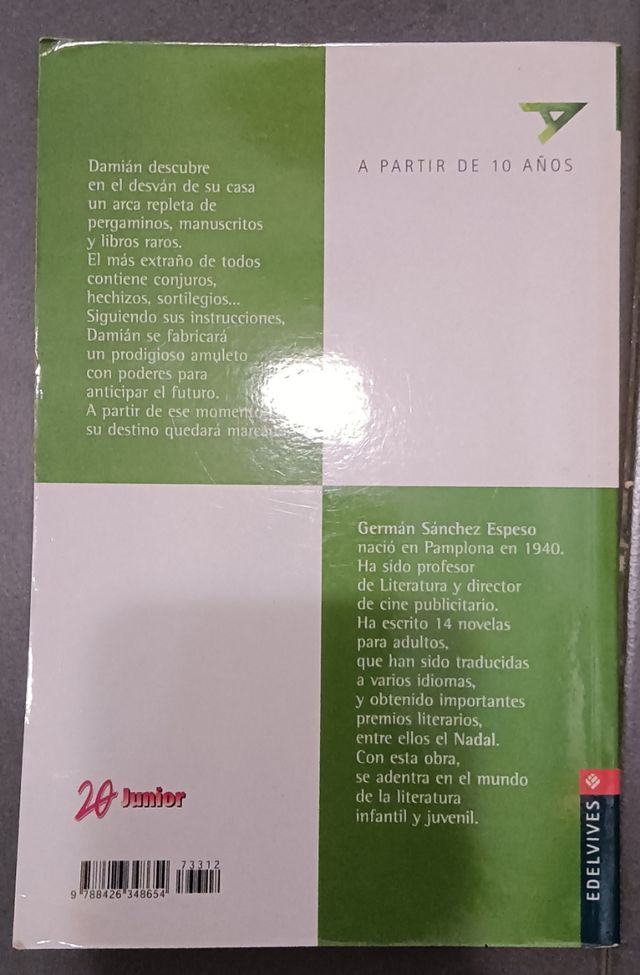 Damián descubre
en el desván de su casa
un arca repleta de
pergaminos, manuscritos
y libros raros.
El más extraño de todos
contiene conjuros,
hechizos, sortilegios...
Siguiendo sus instrucciones,
Damián se fabricará
un prodigioso amuleto
con poderes para
anticipar el futuro.
A partir de ese momento
su destino quedará
A PARTIR DE 10 AÑOS
Germán Sánchez Espeso
nació en Pamplona en 1940.
Ha sido profesor
de Literatura y director
de cine publicitario.
Ha escrito 14 novelas
para adultos,
que han sido traducidas
a varios idiomas,
y obtenido importantes
premios literarios,
entre ellos el Nadal.
Con esta obra,
se adentra en el mundo
de la literatura
infantil y juvenil.
20 Junior
73312
9 788426 348654
EDELVIVES